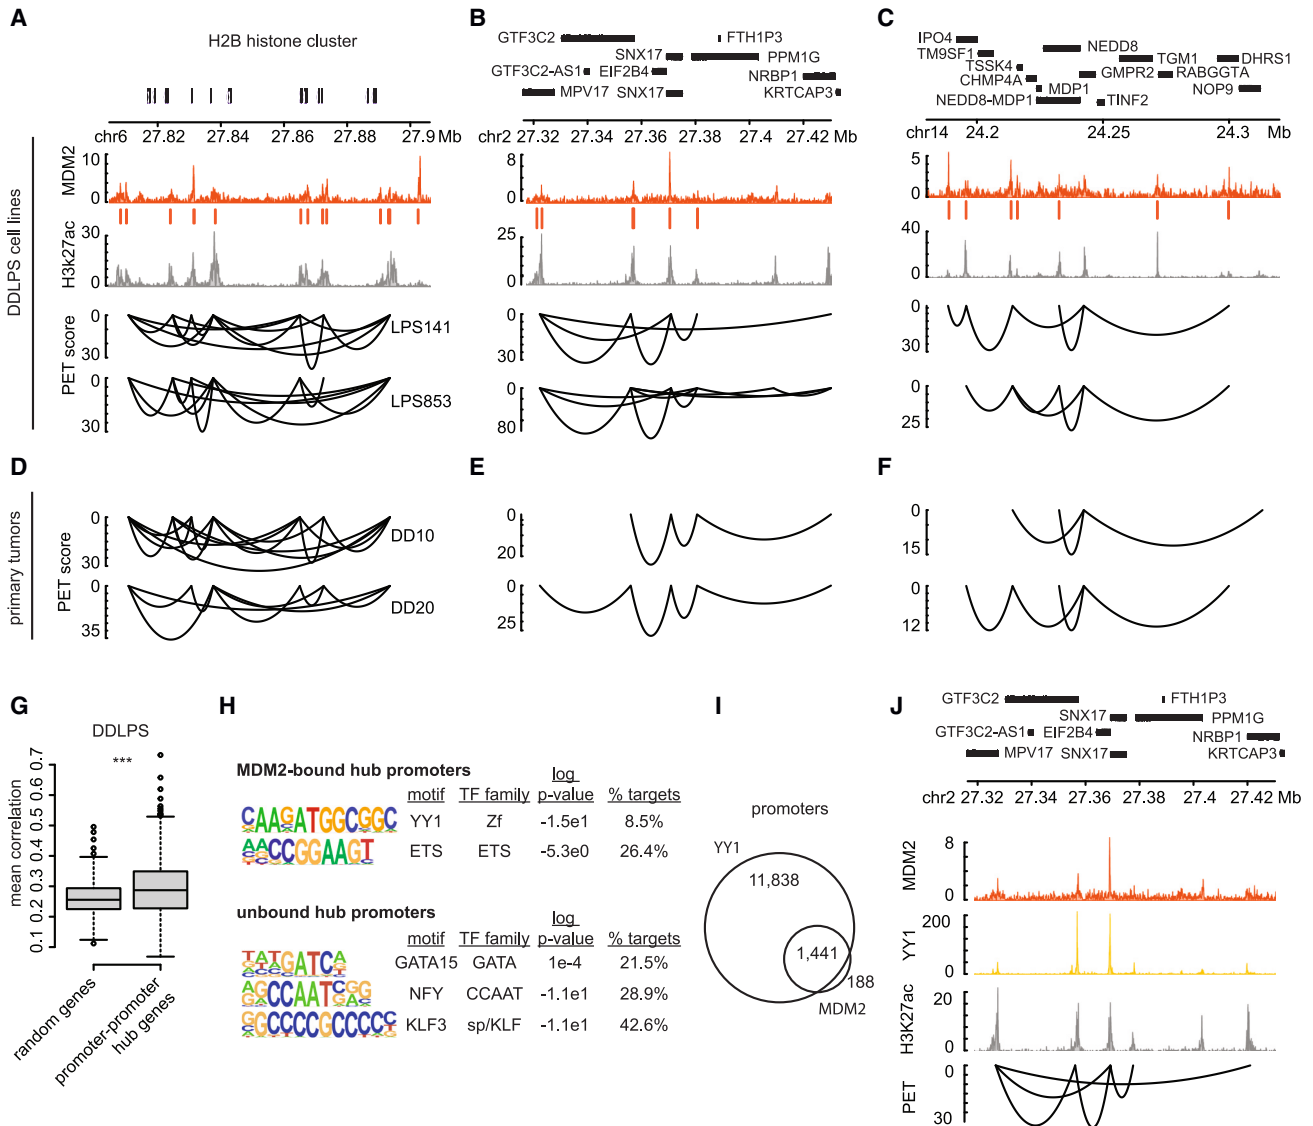 A
H2B histone cluster
chr6 27.82 27.84 27.86 27.88 27.9 Mb
DDLPS cell lines
MDM2
10
0
H3k27ac
30
0
PET score
0
30
LPS141
0
30
LPS853
B
GTF3C2 FTH1P3
SNX17 PPM1G
GTF3C2-AS1 EIF2B4 NRBP1
MPV17 SNX17 KRTCAP3
chr2 27.32 27.34 27.36 27.38 27.4 27.42 Mb
8
0
25
0
0
30
0
80
C
IPO4 NEDD8
TM9SF1 TGM1 DHRS1
TSSK4
CHMP4A GMPR2 RABGGTA
MDP1 NOP9
NEDD8-MDP1 TINF2
chr14 24.2 24.25 24.3 Mb
5
0
40
0
0
30
0
25
D
primary tumors
PET score
0
30
DD10
0
35
DD20
E
0
20
0
25
F
0
15
0
12
G
DDLPS
***
mean correlation
0.1 0.2 0.3 0.4 0.5 0.6 0.7
random genes
promoter-promoter
hub genes
H
MDM2-bound hub promoters
motif TF family log p-value % targets
CAAGATGGCGGC YY1 Zf -1.5e1 8.5%
AACCGGAAGT ETS ETS -5.3e0 26.4%
unbound hub promoters
motif TF family log p-value % targets
GATA15 GATA 1e-4 21.5%
NFY CCAAT -1.1e1 28.9%
KLF3 sp/KLF -1.1e1 42.6%
I
promoters
YY1
11,838
1,441
188
MDM2
J
GTF3C2 FTH1P3
SNX17 PPM1G
GTF3C2-AS1 EIF2B4 NRBP1
MPV17 SNX17 KRTCAP3
chr2 27.32 27.34 27.36 27.38 27.4 27.42 Mb
MDM2
8
0
YY1
200
0
H3K27ac
20
0
PET
0
30